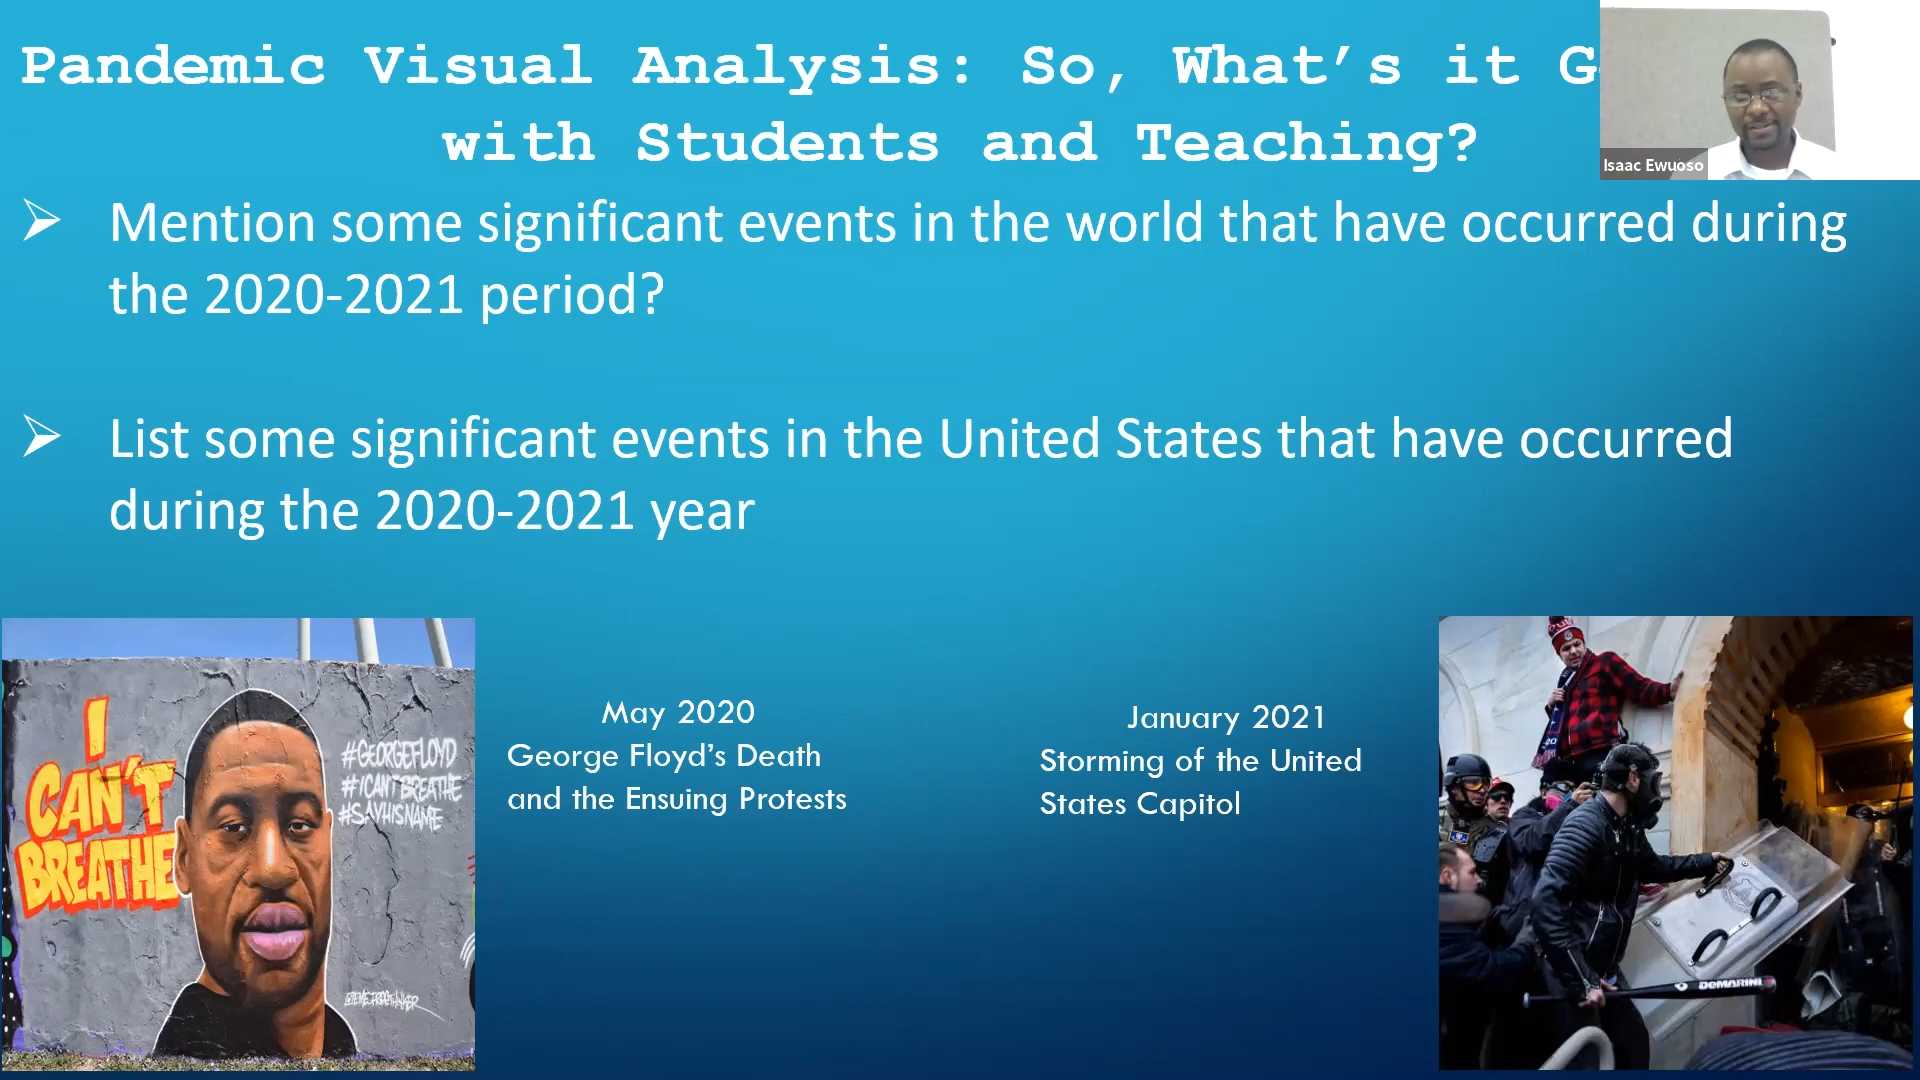 Pandemic Visual Analysis: So, What's it G
with Students and Teaching?
Isaac Ewuoso
Mention some significant events in the world that have occurred during
the 2020-2021 period?
List some significant events in the United States that have occurred
during the 2020-2021 year
May 2020
George Floyd's Death
and the Ensuing Protests
January 2021
Storming of the United
States Capitol
I
CAN'T
BREATHE
#GEORGEFLOYD
#ICANTBREATHE
#SAYHISNAME
DeMARINI